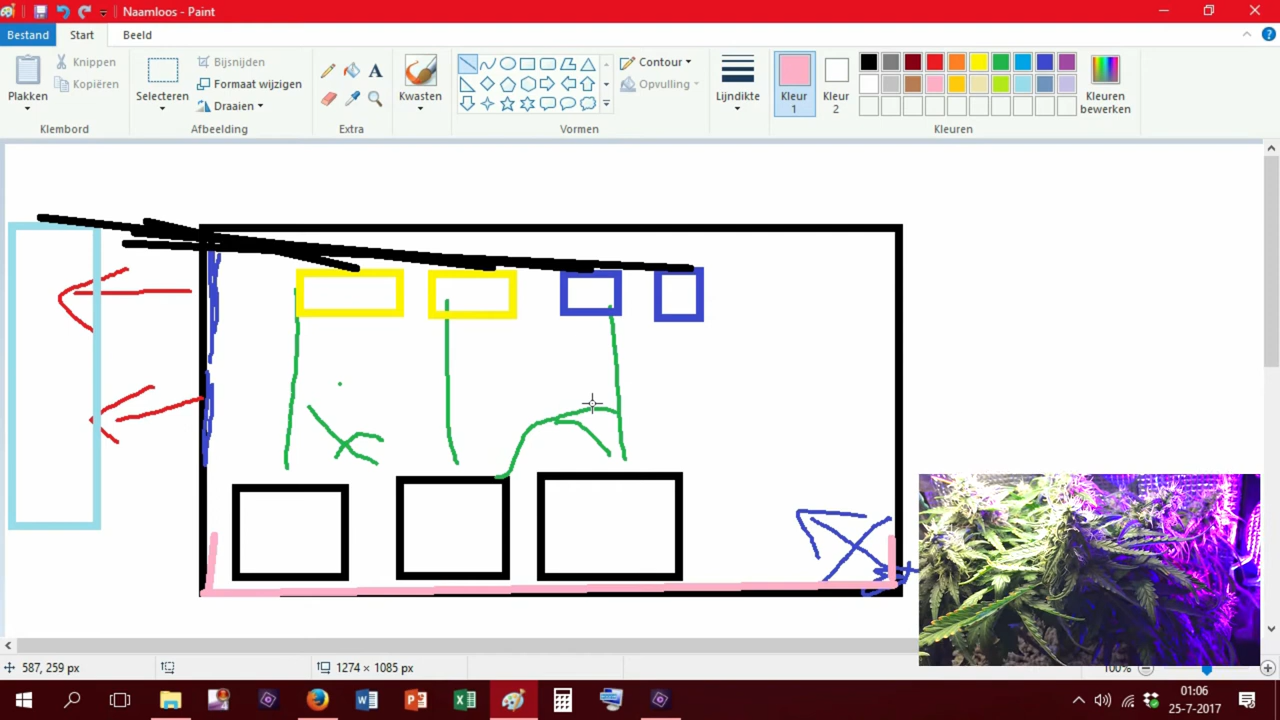 Naamloos - Paint
Bestand Start Beeld
Plakken
Knippen
Kopiëren
Klembord
Selecteren
Bijsnijden
Formaat wijzigen
Draaien
Afbeelding
A
Extra
Kwasten
Contour
Opvulling
Vormen
Lijndikte
Kleur 1
Kleur 2
Kleuren bewerken
Kleuren
587, 259 px
1274 × 1085 px
100%
01:06
25-7-2017